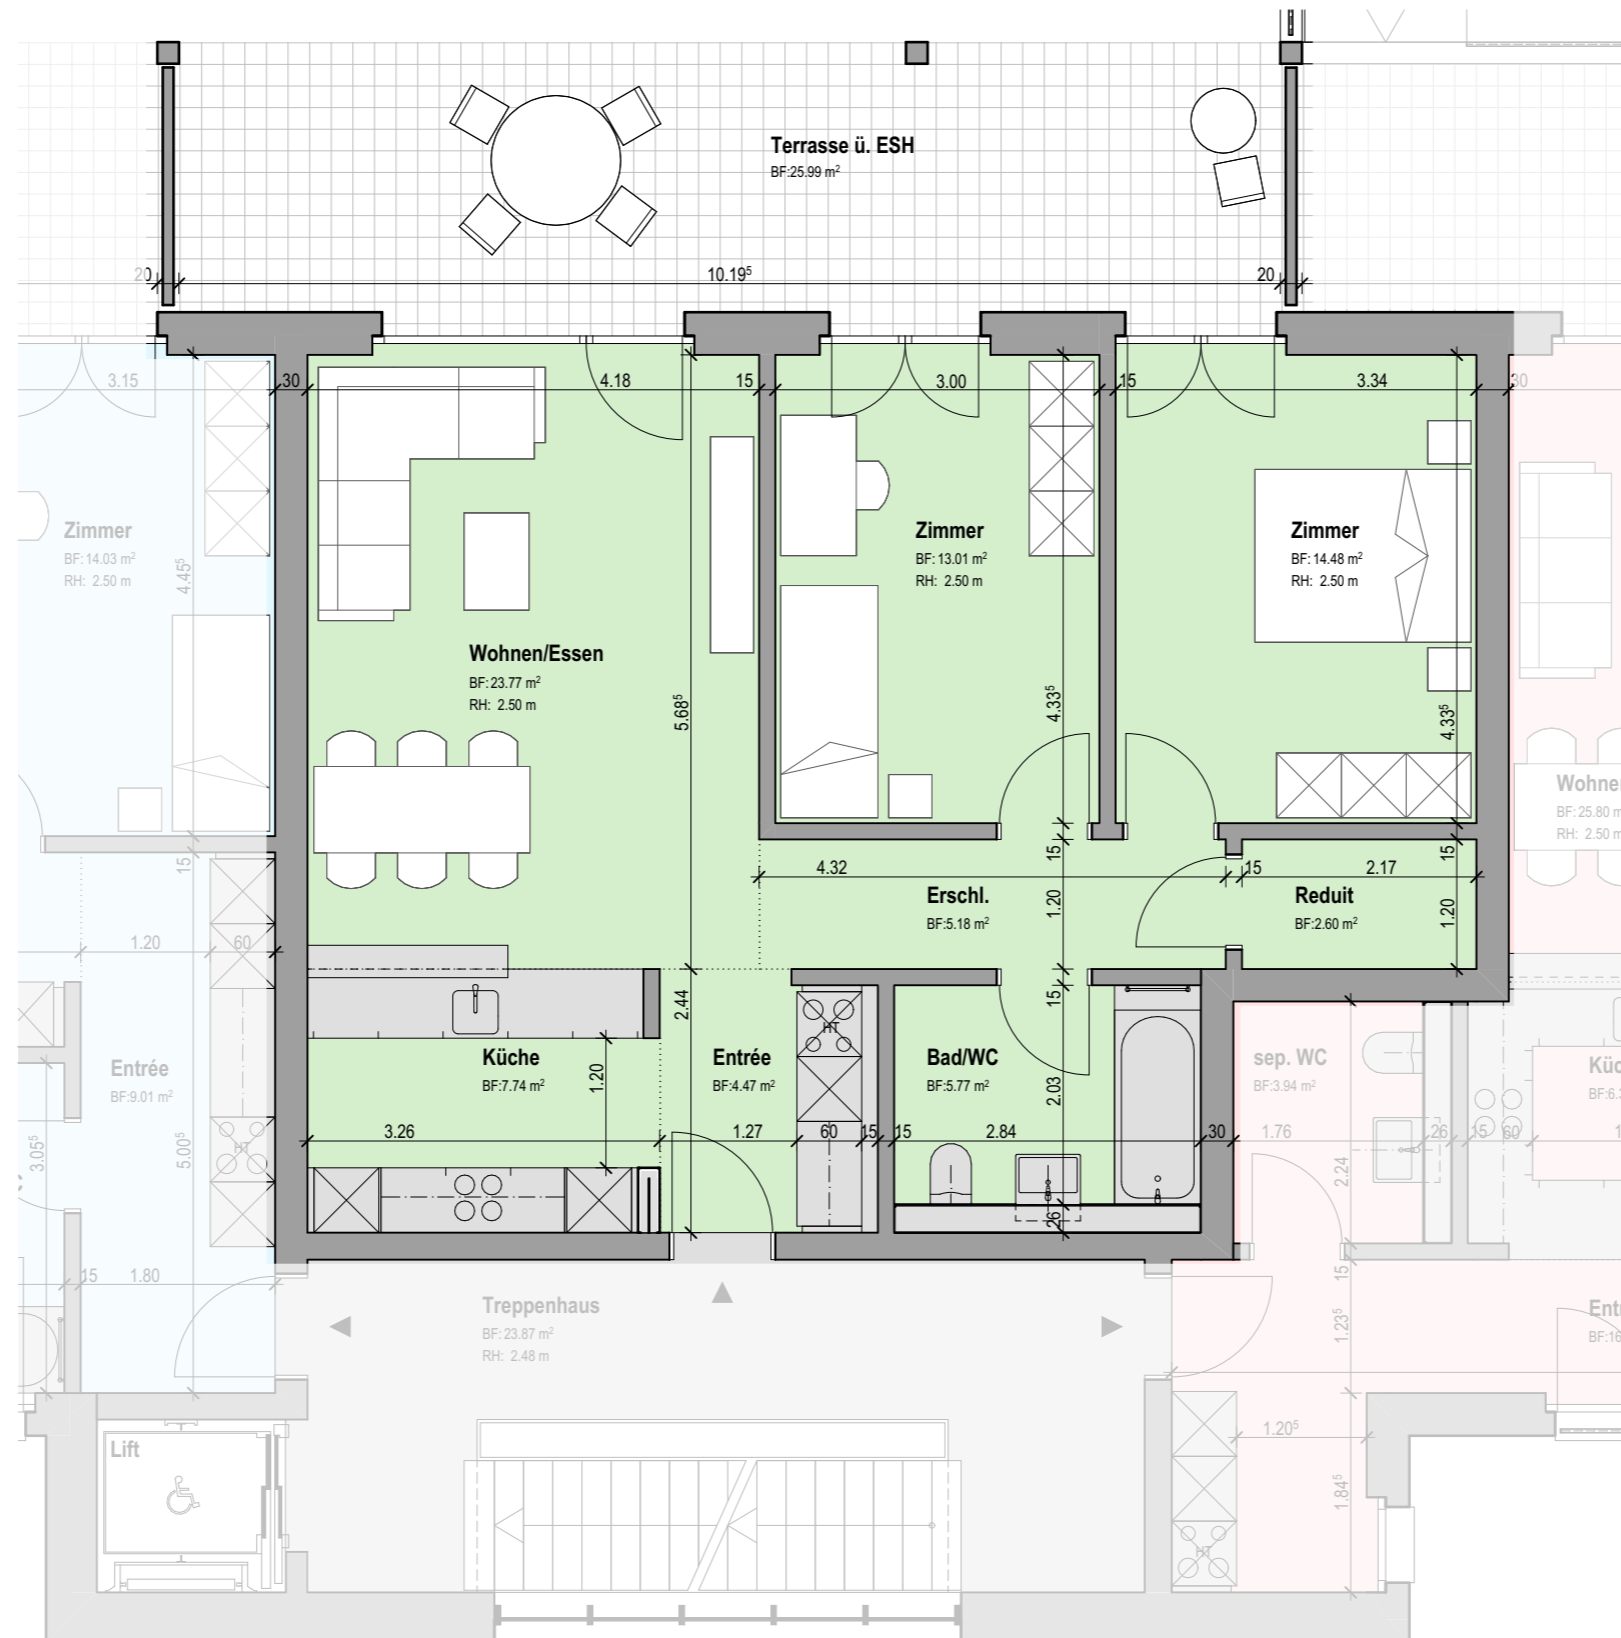 Terrasse ü. ESH
BF:25.99 m²
20
10.19⁵
20
3.15
30
4.18
15
3.00
15
3.34
30
Zimmer
BF: 14.03 m²
RH: 2.50 m
4.45⁵
Zimmer
BF: 13.01 m²
RH: 2.50 m
Zimmer
BF: 14.48 m²
RH: 2.50 m
Wohnen/Essen
BF: 23.77 m²
RH: 2.50 m
5.68⁵
4.33⁵
4.33⁵
Wohne
BF: 25.80 m
RH: 2.50 m
15
4.32
15
15
2.17
15
Erschl.
BF:5.18 m²
1.20
Reduit
BF:2.60 m²
1.20
1.20
60
2.44
15
HT
Küche
BF:7.74 m²
1.20
Entrée
BF:4.47 m²
Bad/WC
BF:5.77 m²
2.03
sep. WC
BF:3.94 m²
Küc
BF:6.
Entrée
BF:9.01 m²
3.26
1.27
60
15
15
2.84
30
1.76
26
15
60
1
HT
3.05⁵
5.00⁵
2.24
26
15
1.80
15
Treppenhaus
BF: 23.87 m²
RH: 2.48 m
1.23⁵
Ent
BF:16
Lift
1.20⁵
1.84⁵
HT